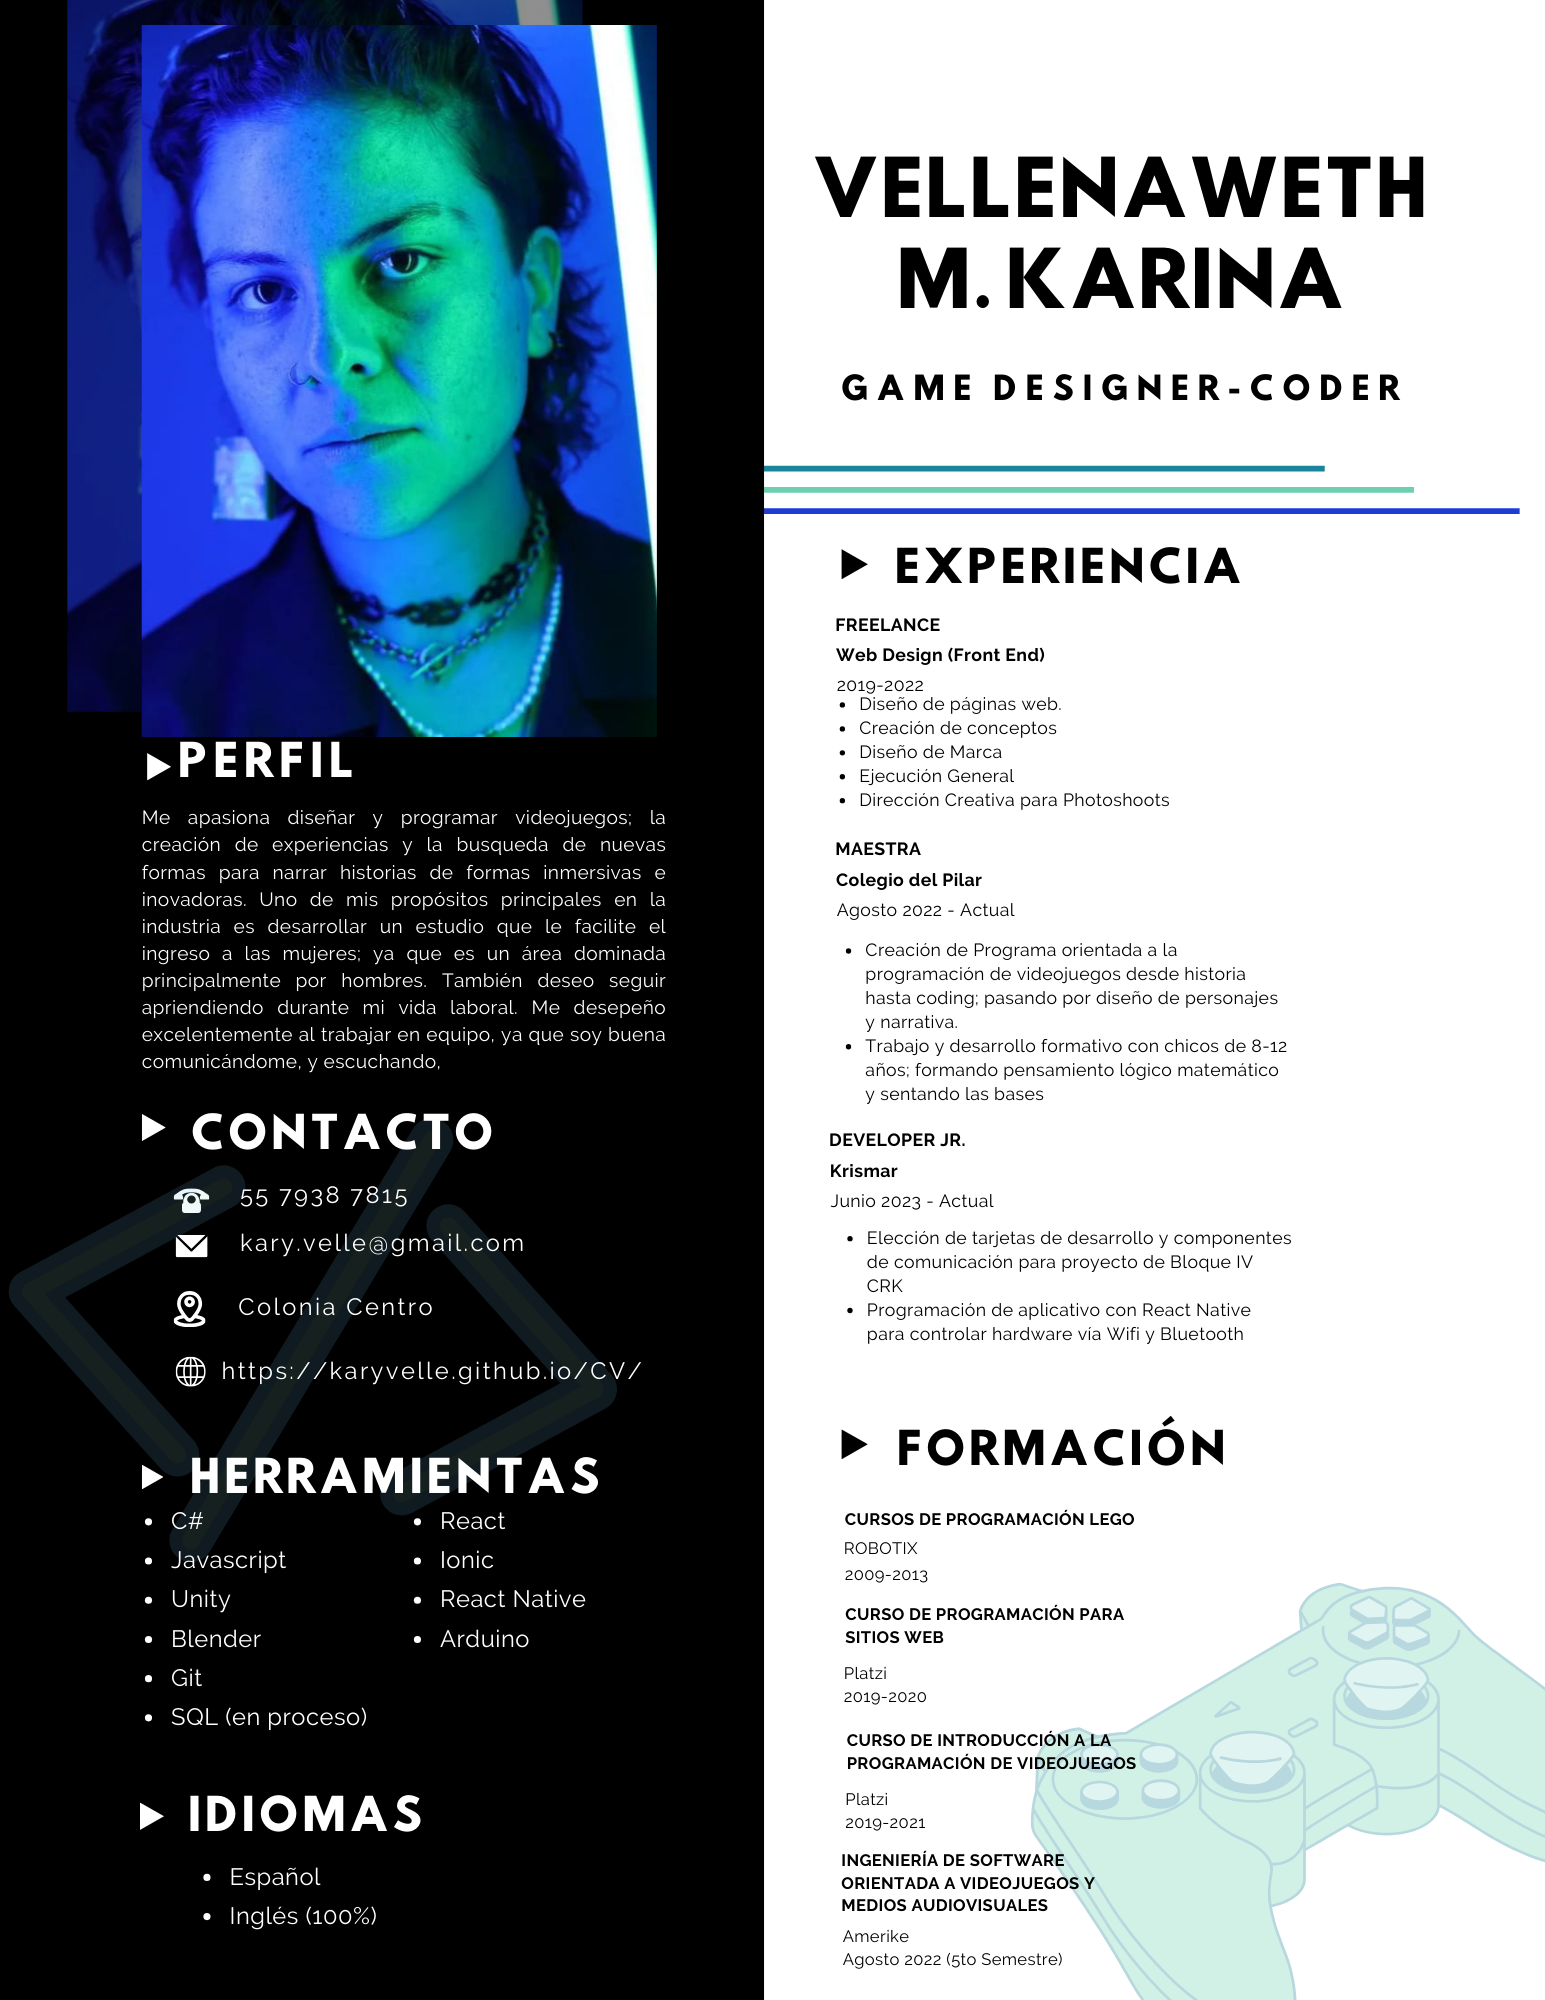 VELLENAWETH
M. KARINA
GAME DESIGNER-CODER
PERFIL
Me apasiona diseñar y programar videojuegos; la
creación de experiencias y la busqueda de nuevas
formas para narrar historias de formas inmersivas e
inovadoras. Uno de mis propósitos principales en la
industria es desarrollar un estudio que le facilite el
ingreso a las mujeres; ya que es un área dominada
principalmente por hombres. También deseo seguir
apriendiendo durante mi vida laboral. Me desepeño
excelentemente al trabajar en equipo, ya que soy buena
comunicándome, y escuchando,
CONTACTO
55 7938 7815
kary.velle@gmail.com
Colonia Centro
https://karyvelle.github.io/CV/
HERRAMIENTAS
• C#
• Javascript
• Unity
• Blender
• Git
• SQL (en proceso)
• React
• Ionic
• React Native
• Arduino
IDIOMAS
• Español
• Inglés (100%)
EXPERIENCIA
FREELANCE
Web Design (Front End)
2019-2022
• Diseño de páginas web.
• Creación de conceptos
• Diseño de Marca
• Ejecución General
• Dirección Creativa para Photoshoots
MAESTRA
Colegio del Pilar
Agosto 2022 - Actual
• Creación de Programa orientada a la
programación de videojuegos desde historia
hasta coding; pasando por diseño de personajes
y narrativa.
• Trabajo y desarrollo formativo con chicos de 8-12
años; formando pensamiento lógico matemático
y sentando las bases
DEVELOPER JR.
Krismar
Junio 2023 - Actual
• Elección de tarjetas de desarrollo y componentes
de comunicación para proyecto de Bloque IV
CRK
• Programación de aplicativo con React Native
para controlar hardware vía Wifi y Bluetooth
FORMACIÓN
CURSOS DE PROGRAMACIÓN LEGO
ROBOTIX
2009-2013
CURSO DE PROGRAMACIÓN PARA
SITIOS WEB
Platzi
2019-2020
CURSO DE INTRODUCCIÓN A LA
PROGRAMACIÓN DE VIDEOJUEGOS
Platzi
2019-2021
INGENIERÍA DE SOFTWARE
ORIENTADA A VIDEOJUEGOS Y
MEDIOS AUDIOVISUALES
Amerike
Agosto 2022 (5to Semestre)